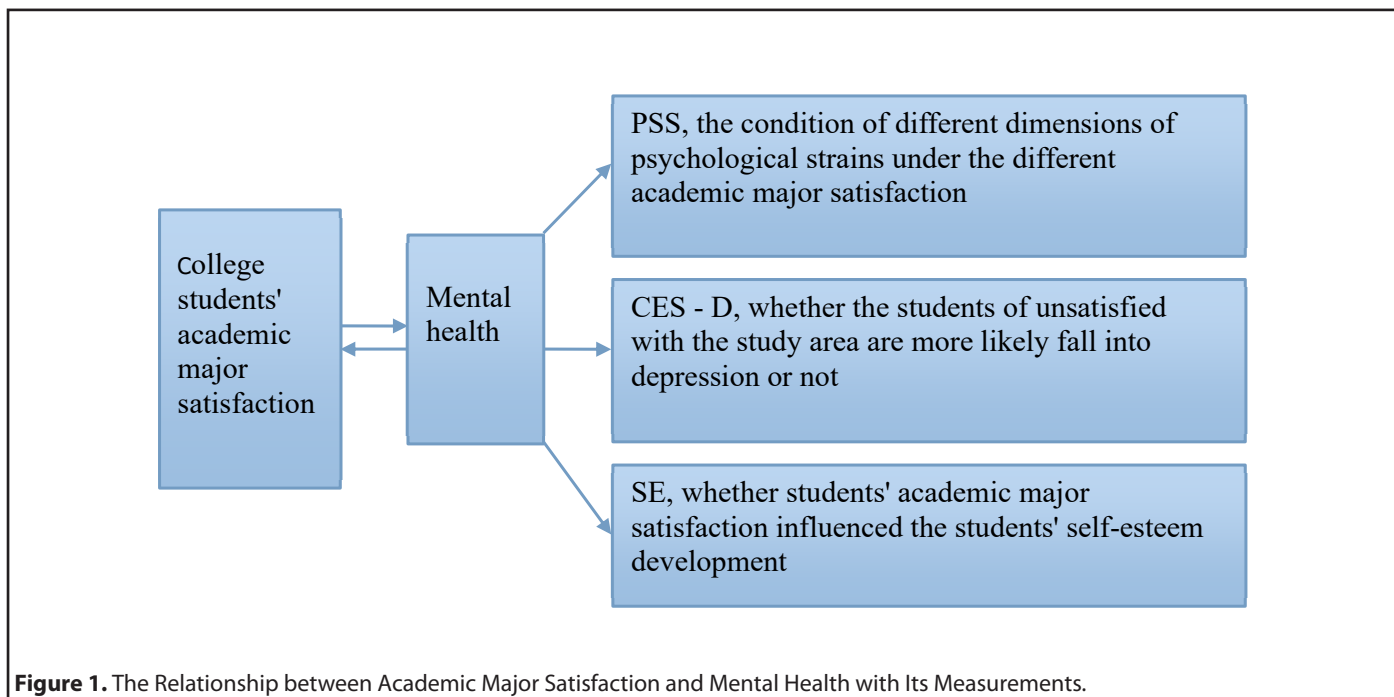 College
students'
academic
major
satisfaction
Mental
health
PSS, the condition of different dimensions of
psychological strains under the different
academic major satisfaction
CES - D, whether the students of unsatisfied
with the study area are more likely fall into
depression or not
SE, whether students' academic major
satisfaction influenced the students' self-esteem
development
Figure 1. The Relationship between Academic Major Satisfaction and Mental Health with Its Measurements.